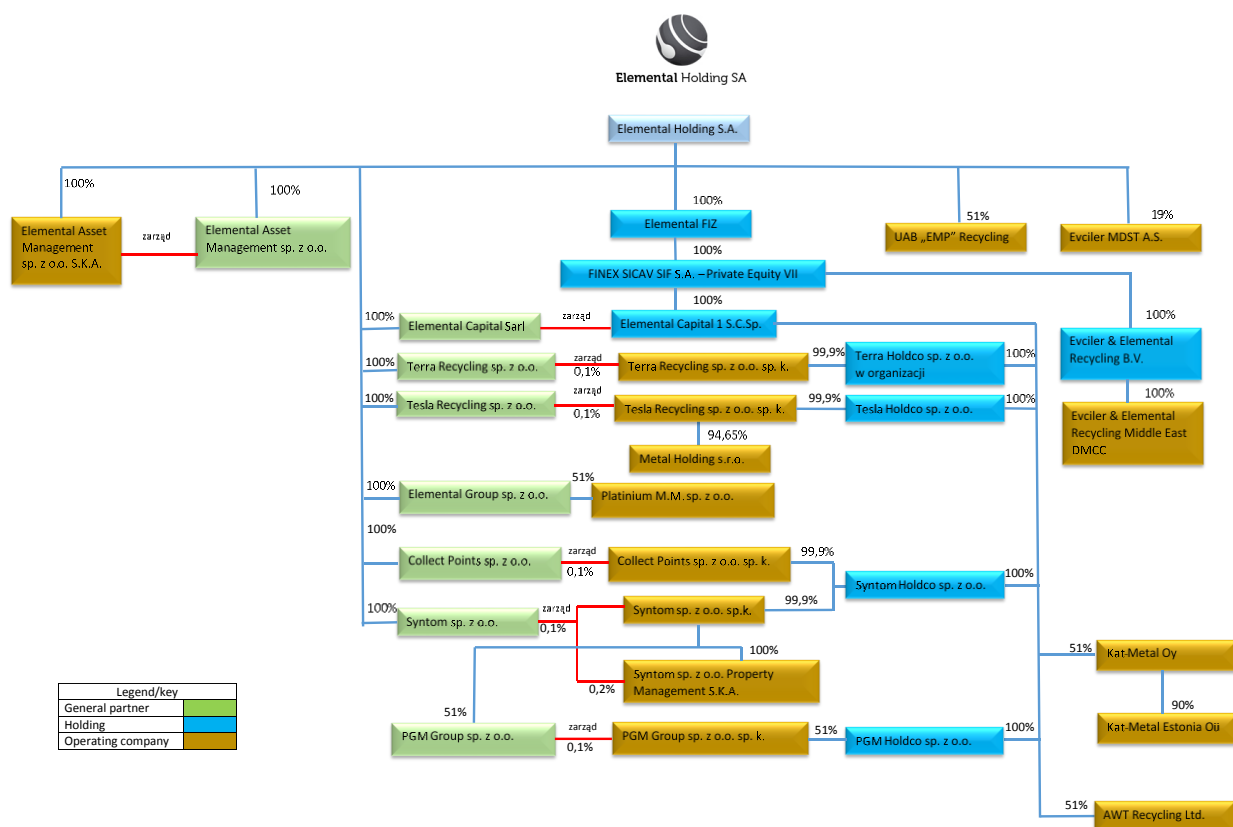 Elemental Holding SA
Elemental Holding S.A.
100%
100%
100%
51%
19%
Elemental Asset
Management
sp. z o.o. S.K.A.
zarząd
Elemental Asset
Management sp. z o.o.
Elemental FIZ
UAB „EMP” Recycling
Evciler MDST A.S.
100%
FINEX SICAV SIF S.A. – Private Equity VII
100%
100%
Elemental Capital Sarl
zarząd
Elemental Capital 1 S.C.Sp.
100%
Evciler & Elemental
Recycling B.V.
100%
Terra Recycling sp. z o.o.
zarząd
0,1%
Terra Recycling sp. z o.o. sp. k.
99,9%
Terra Holdco sp. z o.o.
w organizacji
100%
100%
Tesla Recycling sp. z o.o.
zarząd
0,1%
Tesla Recycling sp. z o.o. sp. k.
99,9%
Tesla Holdco sp. z o.o.
100%
100%
Evciler & Elemental
Recycling Middle East
DMCC
94,65%
Metal Holding s.r.o.
100%
Elemental Group sp. z o.o.
51%
Platinium M.M. sp. z o.o.
100%
Collect Points sp. z o.o.
zarząd
0,1%
Collect Points sp. z o.o. sp. k.
99,9%
Syntom Holdco sp. z o.o.
100%
100%
Syntom sp. z o.o.
zarząd
0,1%
Syntom sp. z o.o. sp.k.
99,9%
100%
0,2%
Syntom sp. z o.o. Property
Management S.K.A.
51%
Kat-Metal Oy
90%
Kat-Metal Estonia Oü
51%
PGM Group sp. z o.o.
zarząd
0,1%
PGM Group sp. z o.o. sp. k.
51%
PGM Holdco sp. z o.o.
100%
51%
AWT Recycling Ltd.
Legend/key
General partner
Holding
Operating company